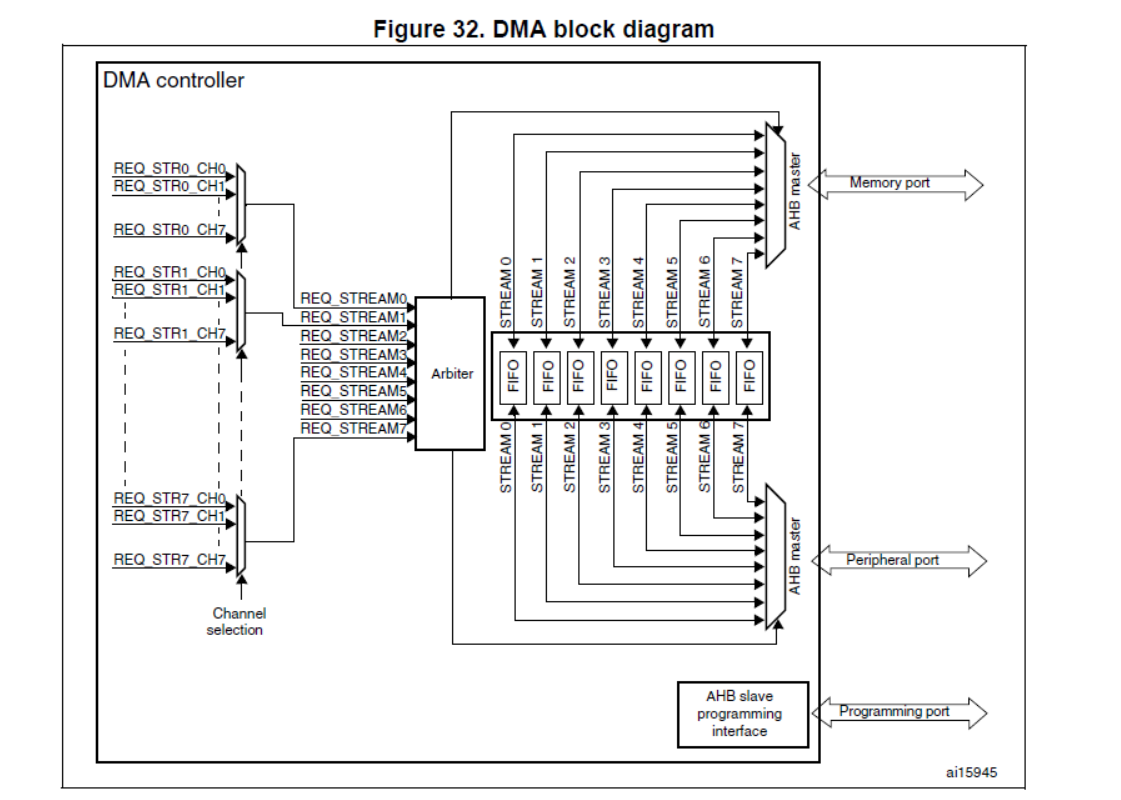 Figure 32. DMA block diagram
DMA controller
REQ_STR0_CH0
REQ_STR0_CH1
REQ_STR0_CH7
REQ_STR1_CH0
REQ_STR1_CH1
REQ_STR1_CH7
REQ_STR7_CH0
REQ_STR7_CH1
REQ_STR7_CH7
Channel
selection
REQ_STREAM0
REQ_STREAM1
REQ_STREAM2
REQ_STREAM3
REQ_STREAM4
REQ_STREAM5
REQ_STREAM6
REQ_STREAM7
Arbiter
STREAM 0
STREAM 1
STREAM 2
STREAM 3
STREAM 4
STREAM 5
STREAM 6
STREAM 7
FIFO
FIFO
FIFO
FIFO
FIFO
FIFO
FIFO
FIFO
STREAM 0
STREAM 1
STREAM 2
STREAM 3
STREAM 4
STREAM 5
STREAM 6
STREAM 7
AHB master
Memory port
AHB master
Peripheral port
AHB slave
programming
interface
Programming port
ai15945